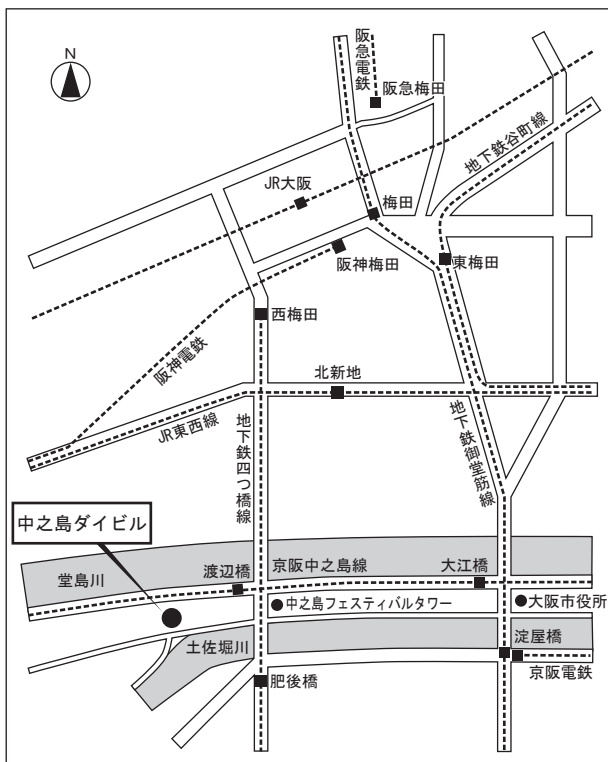 N
阪急電鉄
阪急梅田
地下鉄谷町線
JR大阪
梅田
阪神梅田
東梅田
西梅田
阪神電鉄
北新地
JR東西線
地下鉄四つ橋線
地下鉄御堂筋線
中之島ダイビル
堂島川
渡辺橋
京阪中之島線
大江橋
中之島フェスティバルタワー
大阪市役所
土佐堀川
淀屋橋
京阪電鉄
肥後橋